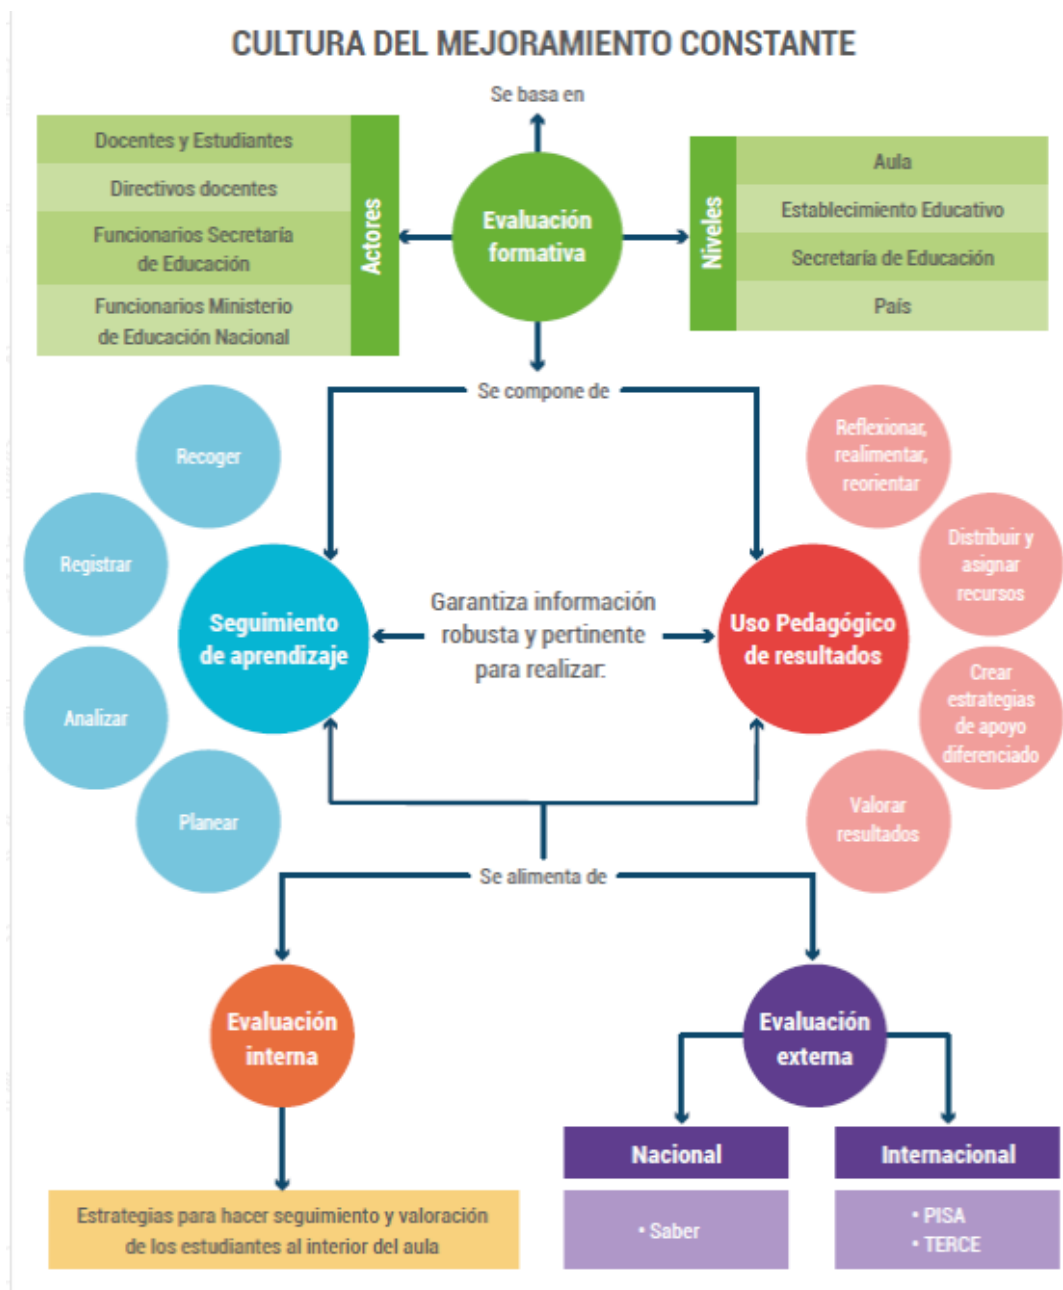 CULTURA DEL MEJORAMIENTO CONSTANTE
Se basa en
Docentes y Estudiantes
Directivos docentes
Funcionarios Secretaría
de Educación
Funcionarios Ministerio
de Educación Nacional
Actores
Evaluación
formativa
Niveles
Aula
Establecimiento Educativo
Secretaría de Educación
País
Se compone de
Recoger
Registrar
Analizar
Planear
Seguimiento
de aprendizaje
Garantiza información
robusta y pertinente
para realizar:
Uso Pedagógico
de resultados
Reflexionar,
realimentar,
reorientar
Distribuir y
asignar
recursos
Crear
estrategias
de apoyo
diferenciado
Valorar
resultados
Se alimenta de
Evaluación
interna
Estrategias para hacer seguimiento y valoración
de los estudiantes al interior del aula
Evaluación
externa
Nacional
• Saber
Internacional
• PISA
• TERCE